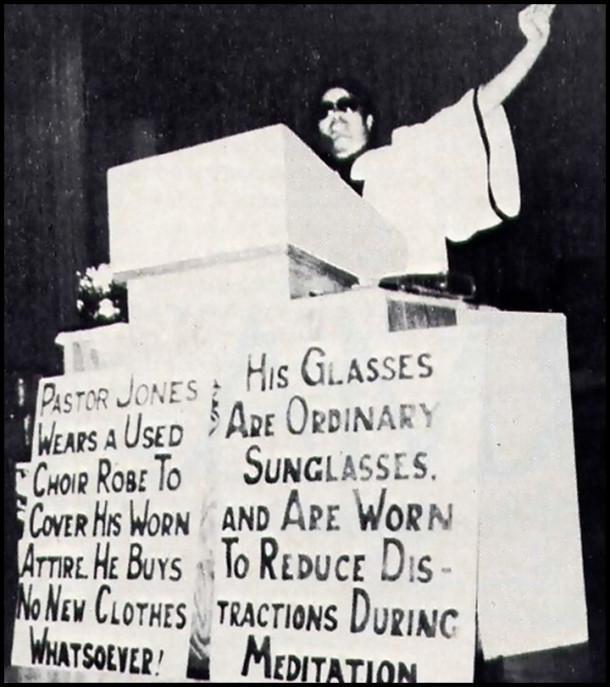 PASTOR JONES
WEARS A USED
CHOIR ROBE TO
COVER HIS WORN
ATTIRE. HE BUYS
NO NEW CLOTHES
WHATSOEVER!
HIS GLASSES
ARE ORDINARY
SUNGLASSES,
AND ARE WORN
TO REDUCE DIS-
TRACTIONS DURING
MEDITATION